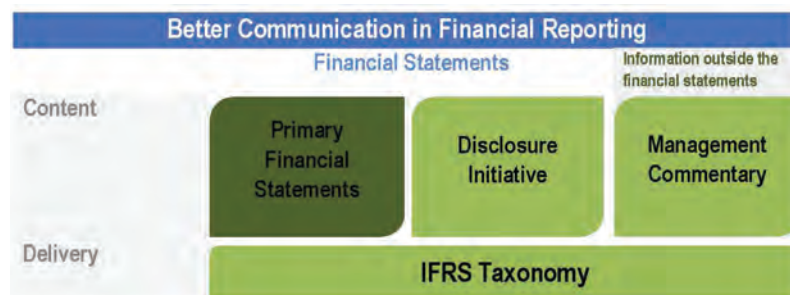 Better Communication in Financial Reporting
Financial Statements
Information outside the
financial statements
Content
Primary
Financial
Statements
Disclosure
Initiative
Management
Commentary
Delivery
IFRS Taxonomy